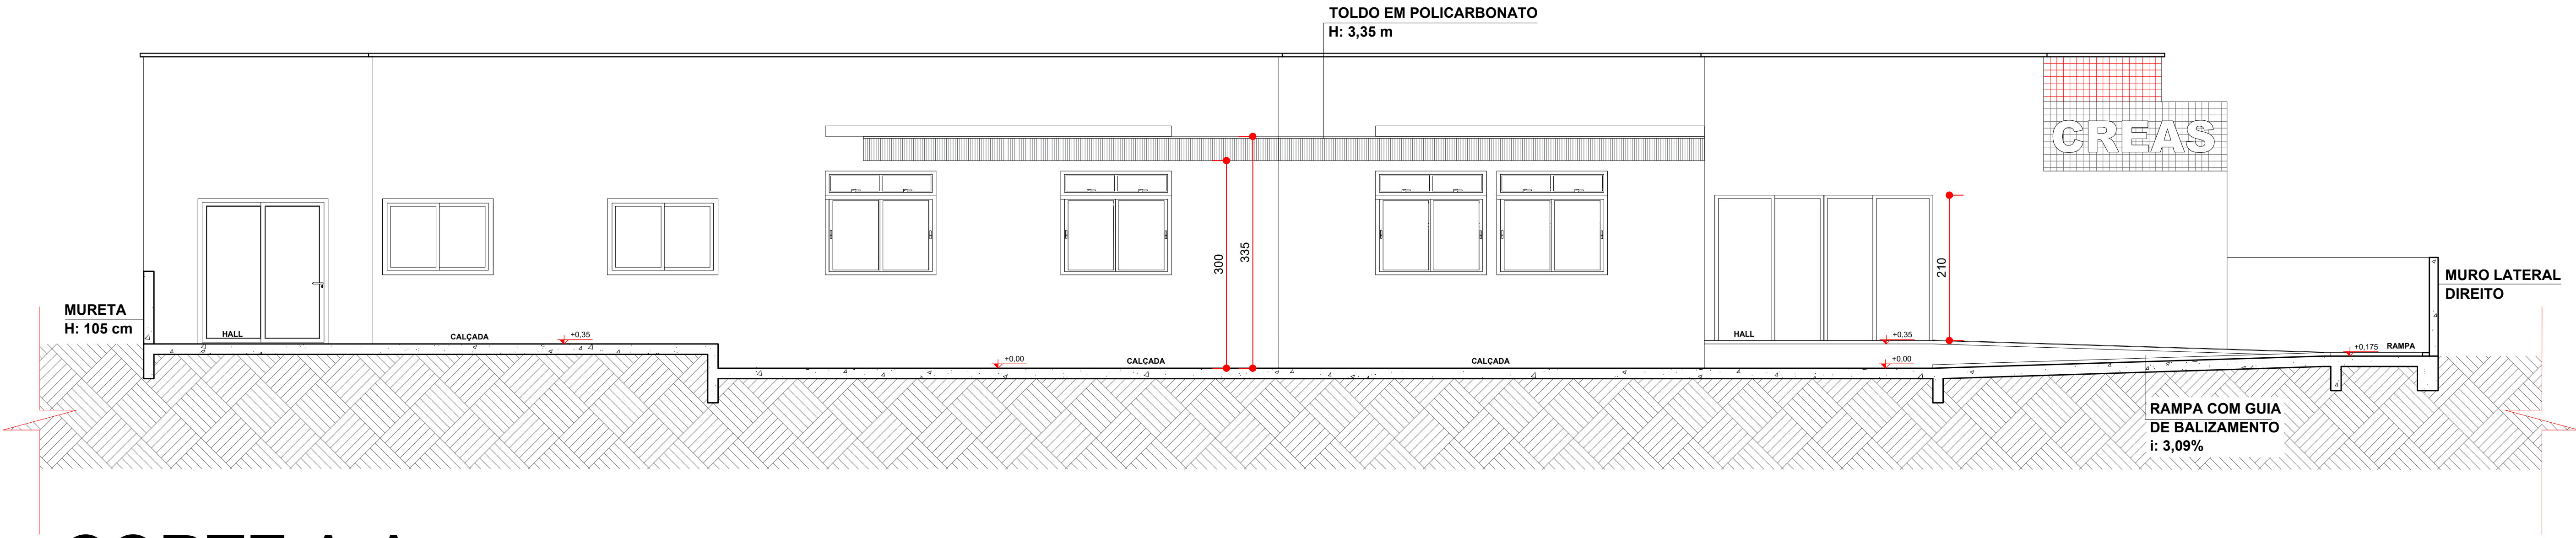 TOLDO EM POLICARBONATO
H: 3,35 m
CREAS
300
335
210
MURETA
H: 105 cm
HALL
CALÇADA
+0,35
+0,00
CALÇADA
CALÇADA
HALL
+0,35
+0,00
+0,175
RAMPA
MURO LATERAL
DIREITO
RAMPA COM GUIA
DE BALIZAMENTO
i: 3,09%
CORTE A-A